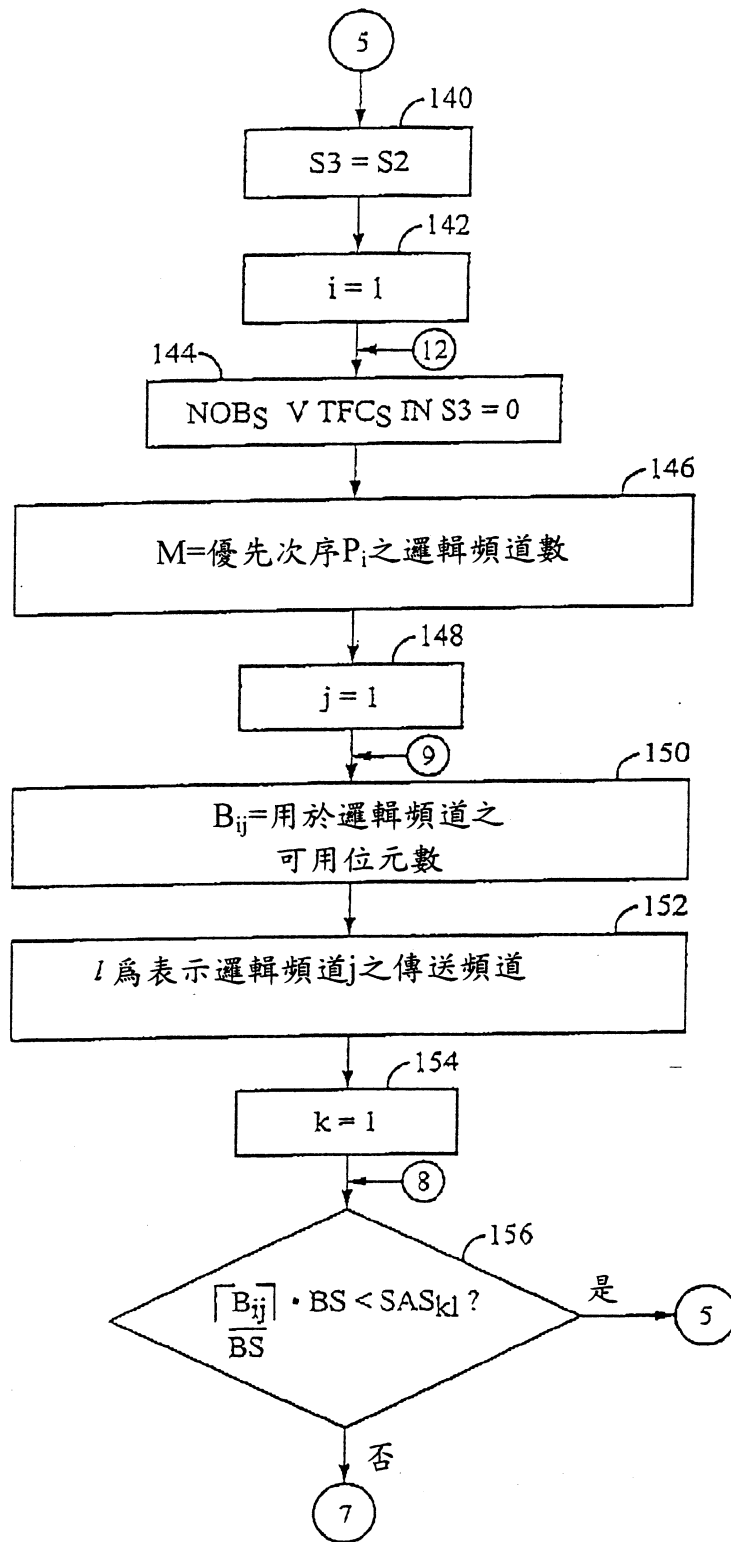 5
140
S3 = S2
142
i = 1
12
144
NOBS V TFCS IN S3 = 0
146
M=優先次序Pi之邏輯頻道數
148
j = 1
9
150
Bij=用於邏輯頻道之
可用位元數
152
l 爲表示邏輯頻道j之傳送頻道
154
k = 1
8
156
⌈Bij/BS⌉ · BS < SASkl ?
是
5
否
7